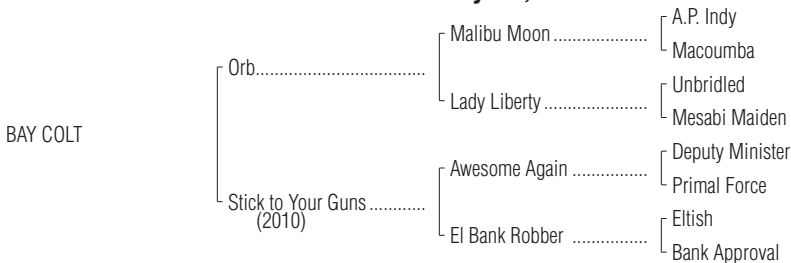 A.P. Indy
Malibu Moon ....................
Macoumba
Orb....................................
Unbridled
Lady Liberty ......................
Mesabi Maiden
BAY COLT
Deputy Minister
Awesome Again ................
Primal Force
Stick to Your Guns ............
(2010)
Eltish
El Bank Robber ................
Bank Approval